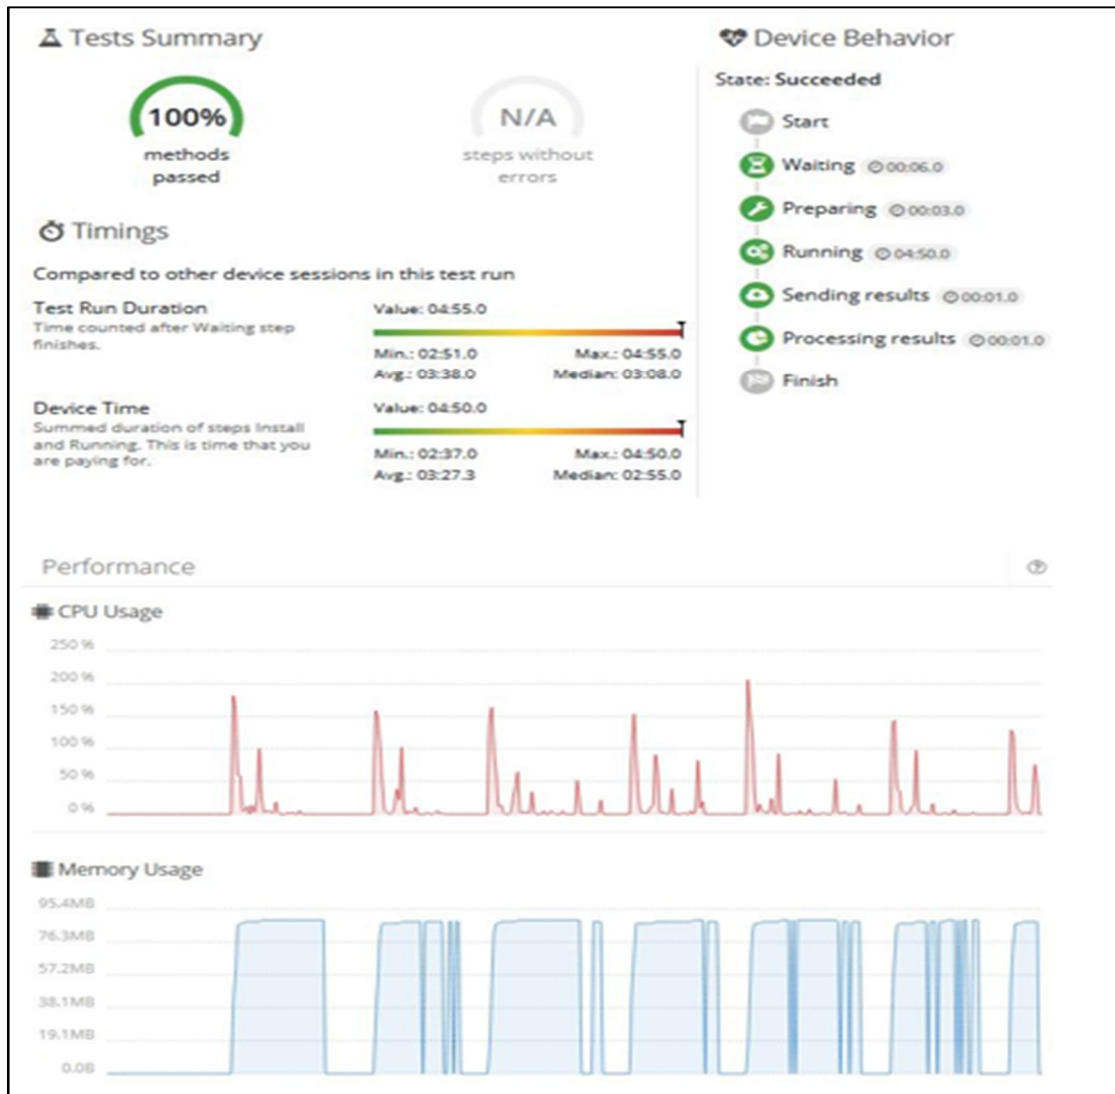 Tests Summary
100%
methods
passed
N/A
steps without
errors
Timings
Compared to other device sessions in this test run
Test Run Duration
Time counted after Waiting step
finishes.
Value: 04:55.0
Min.: 02:51.0 Max.: 04:55.0
Avg.: 03:38.0 Median: 03:08.0
Device Time
Summed duration of steps Install
and Running. This is time that you
are paying for.
Value: 04:50.0
Min.: 02:37.0 Max.: 04:50.0
Avg.: 03:27.3 Median: 02:55.0
Device Behavior
State: Succeeded
Start
Waiting 00:06.0
Preparing 00:03.0
Running 04:50.0
Sending results 00:01.0
Processing results 00:01.0
Finish
Performance
CPU Usage
250 %
200 %
150 %
100 %
50 %
0 %
Memory Usage
95.4MB
76.3MB
57.2MB
38.1MB
19.1MB
0.0B